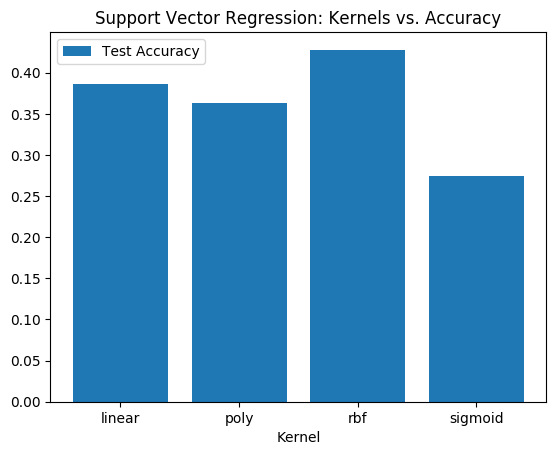 Support Vector Regression: Kernels vs. Accuracy
Test Accuracy
0.40
0.35
0.30
0.25
0.20
0.15
0.10
0.05
0.00
linear poly rbf sigmoid
Kernel